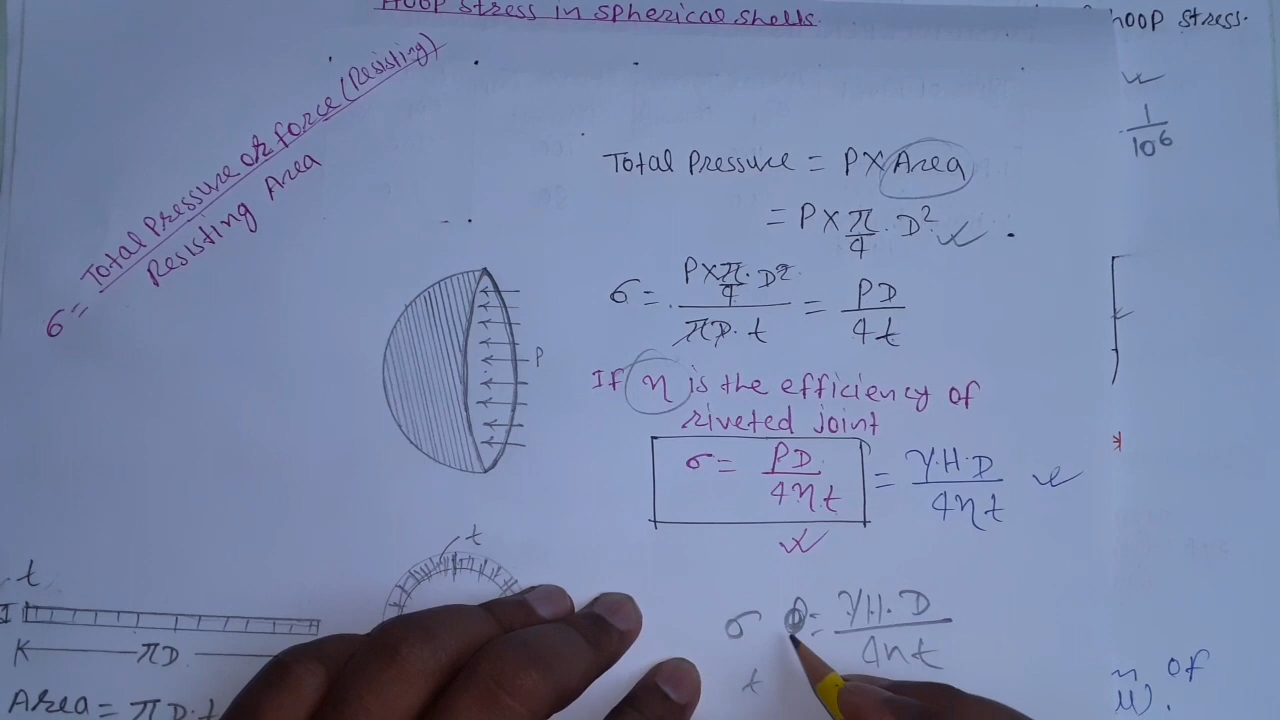 Hoop stress in spherical shells.
hoop stress.
σ = Total Pressure or force (Resisting) / Resisting Area
1/10⁶
Total Pressure = P × Area
= P × π/4 . D²
σ = (P × π/4 . D²) / (πD . t) = PD / 4t
P
If η is the efficiency of
riveted joint
σ = PD / 4ηt = γ.H.D / 4ηt
t
t
πD
Area = πD.t
σ = γH.D / 4ηt
t
of
*